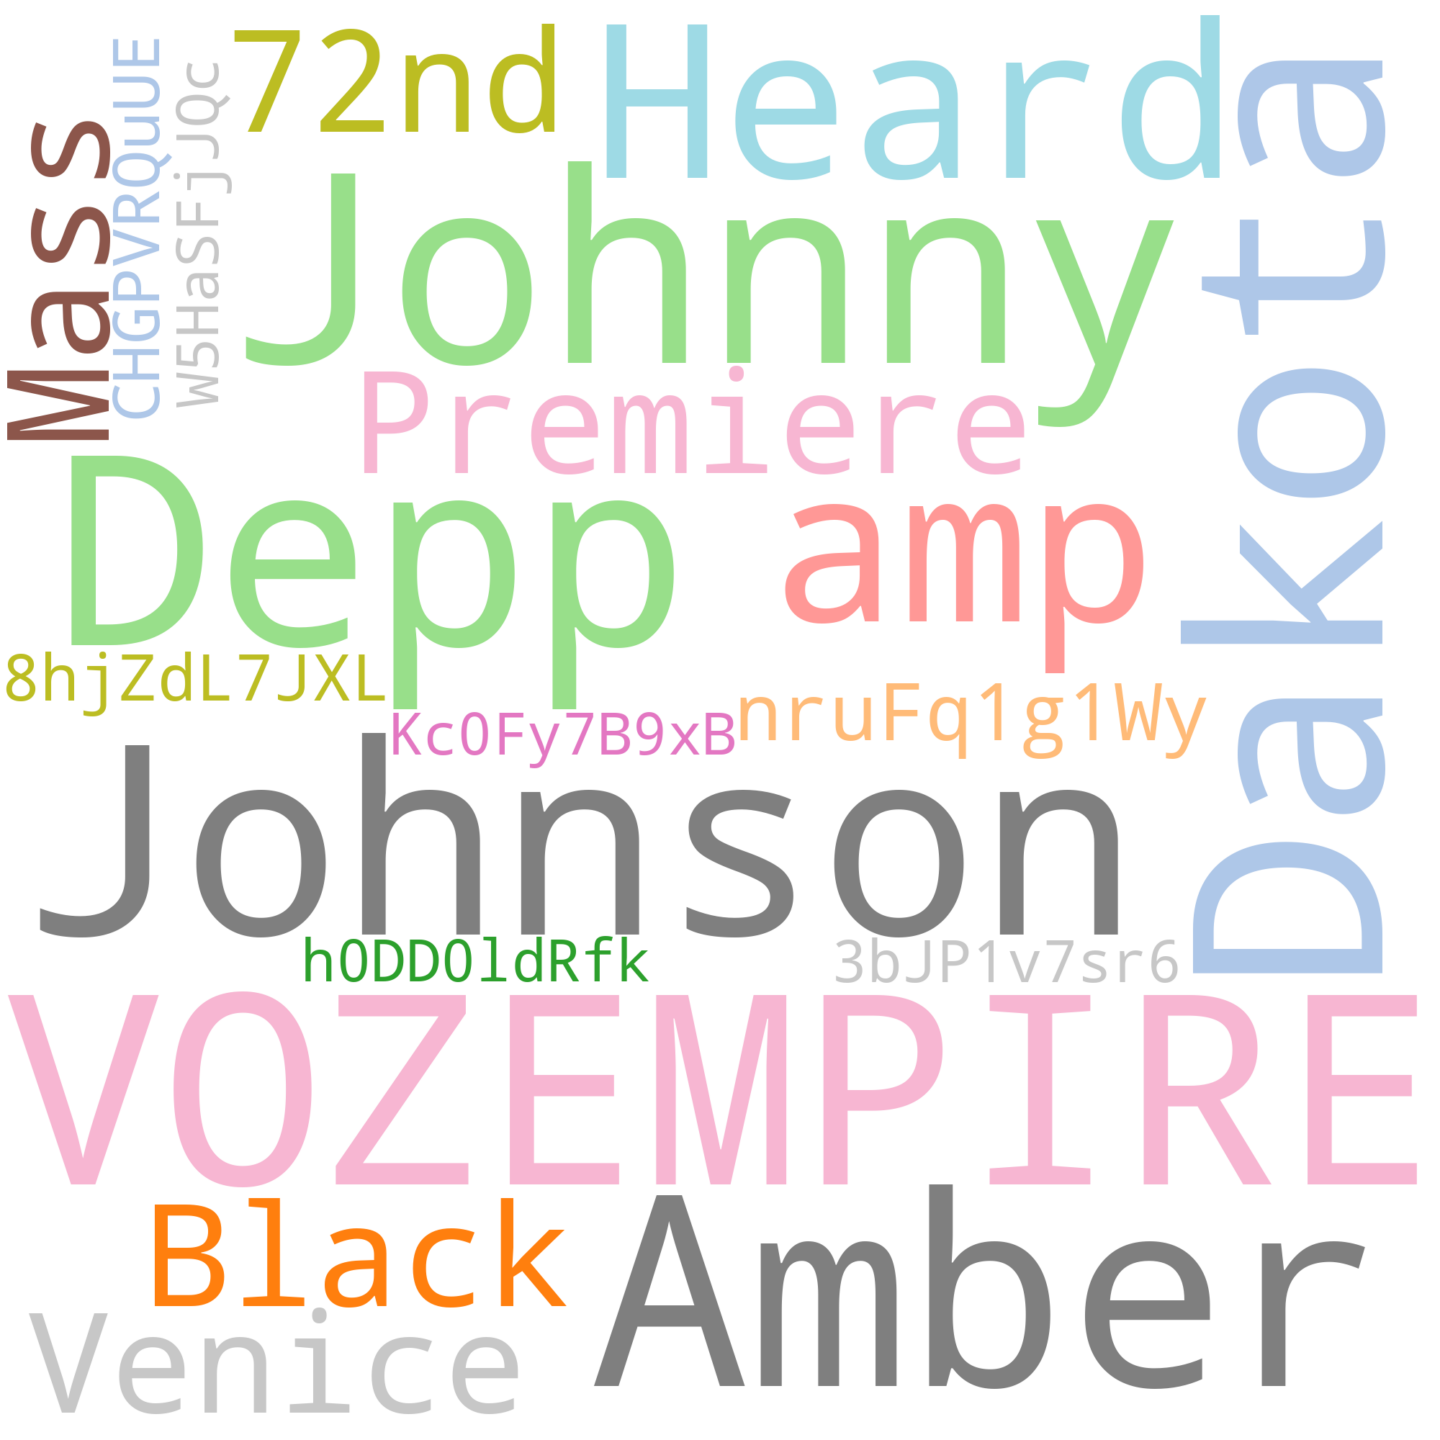 72nd
Heard
Mass
CHGPVRQuUE
W5HaSFjJQc
Johnny
Dakota
Premiere
Depp
amp
8hjZdL7JXL
Kc0Fy7B9xB
nruFq1g1Wy
Johnson
h0DDOldRfk
3bJP1v7sr6
VOZEMPIRE
Black
Amber
Venice